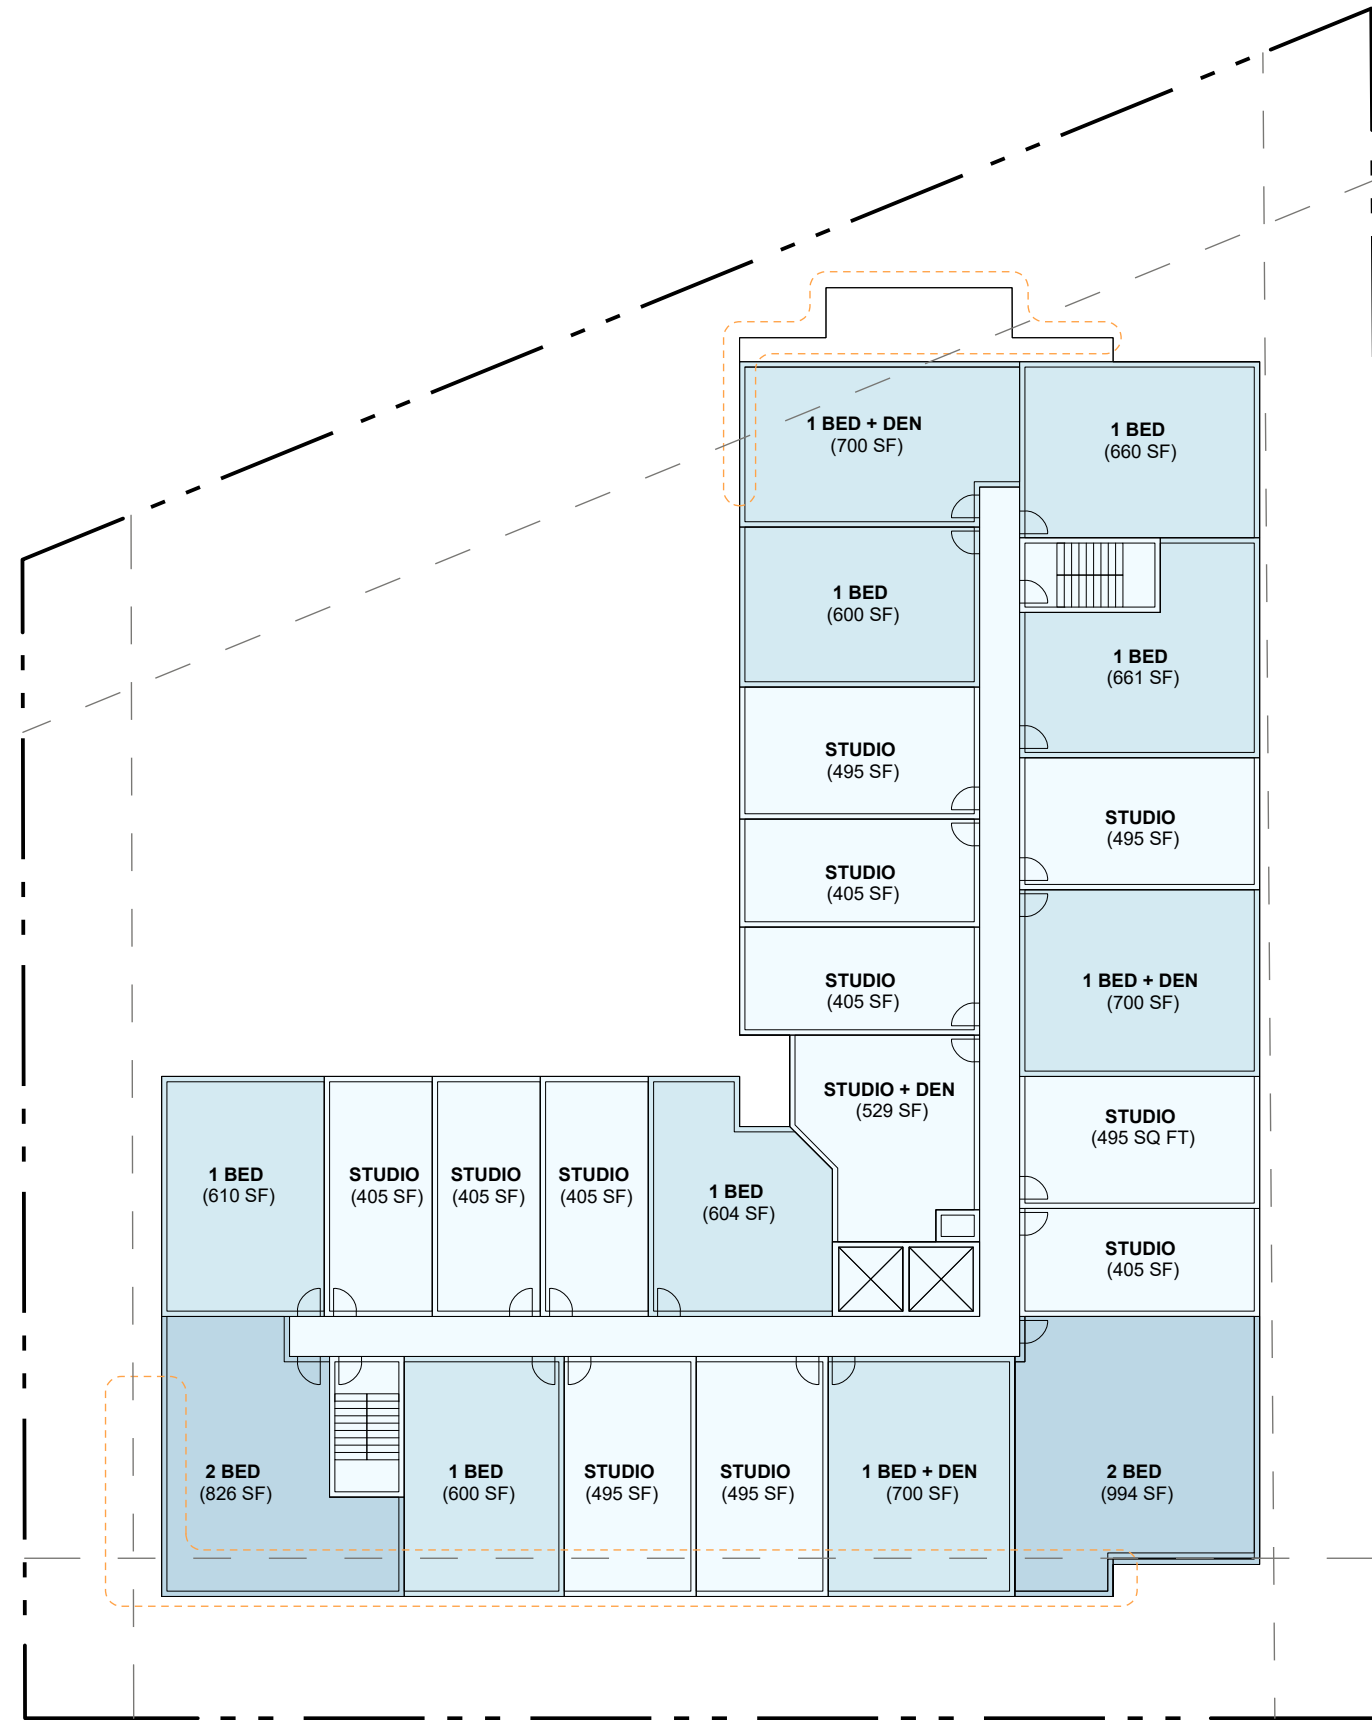 1 BED + DEN
(700 SF)
1 BED
(660 SF)
1 BED
(600 SF)
1 BED
(661 SF)
STUDIO
(495 SF)
STUDIO
(495 SF)
STUDIO
(405 SF)
STUDIO
(405 SF)
1 BED + DEN
(700 SF)
STUDIO + DEN
(529 SF)
STUDIO
(495 SQ FT)
1 BED
(610 SF)
STUDIO
(405 SF)
STUDIO
(405 SF)
STUDIO
(405 SF)
1 BED
(604 SF)
STUDIO
(405 SF)
2 BED
(826 SF)
1 BED
(600 SF)
STUDIO
(495 SF)
STUDIO
(495 SF)
1 BED + DEN
(700 SF)
2 BED
(994 SF)